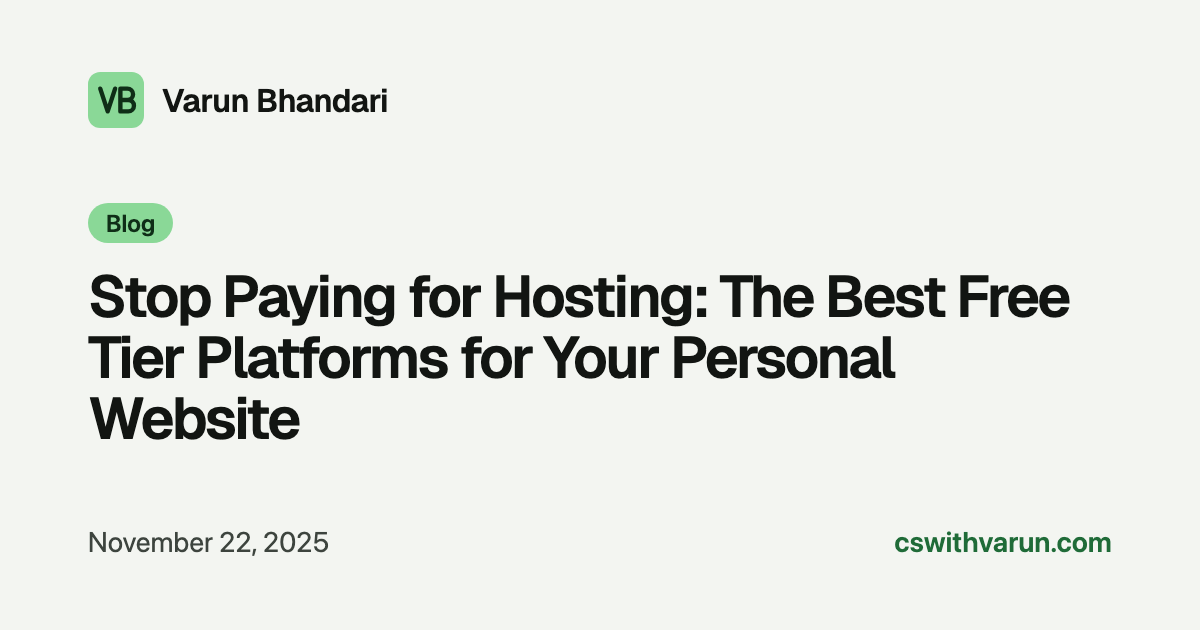 VB
Varun Bhandari
Blog
Stop Paying for Hosting: The Best Free
Tier Platforms for Your Personal
Website
November 22, 2025
cswithvarun.com